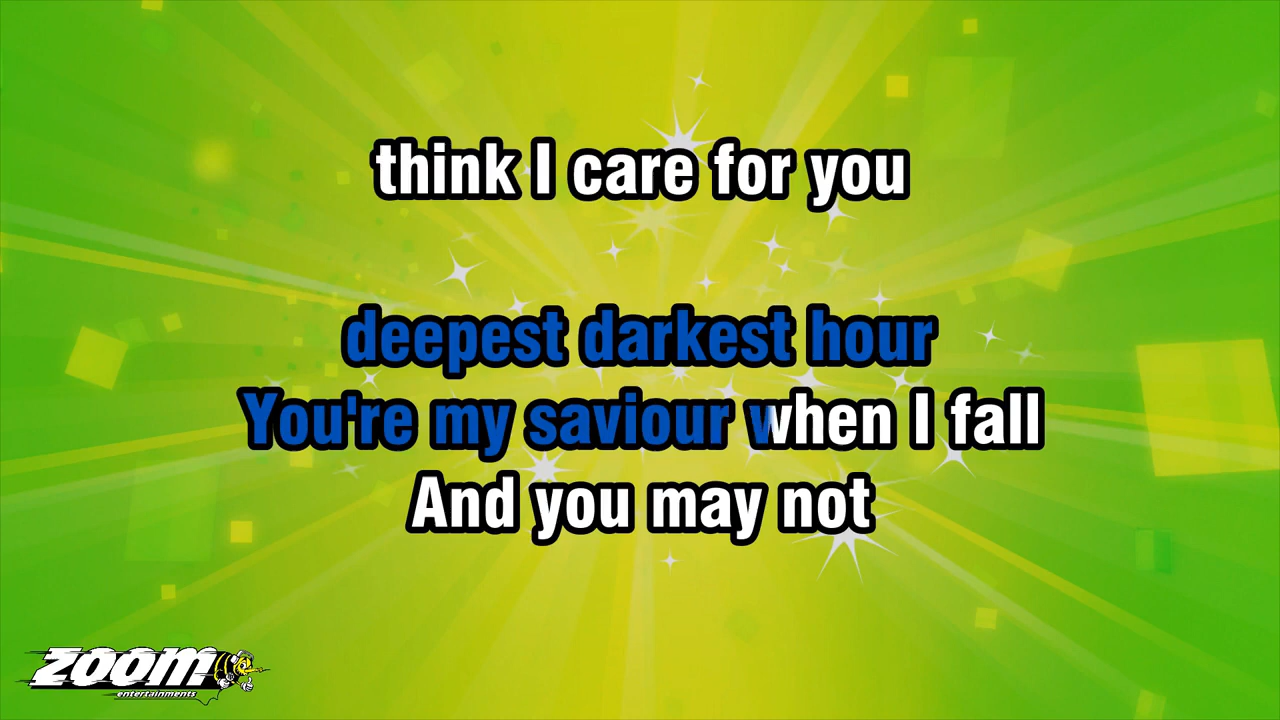 think I care for you
deepest darkest hour
You're my saviour when I fall
And you may not
zoom
entertainments